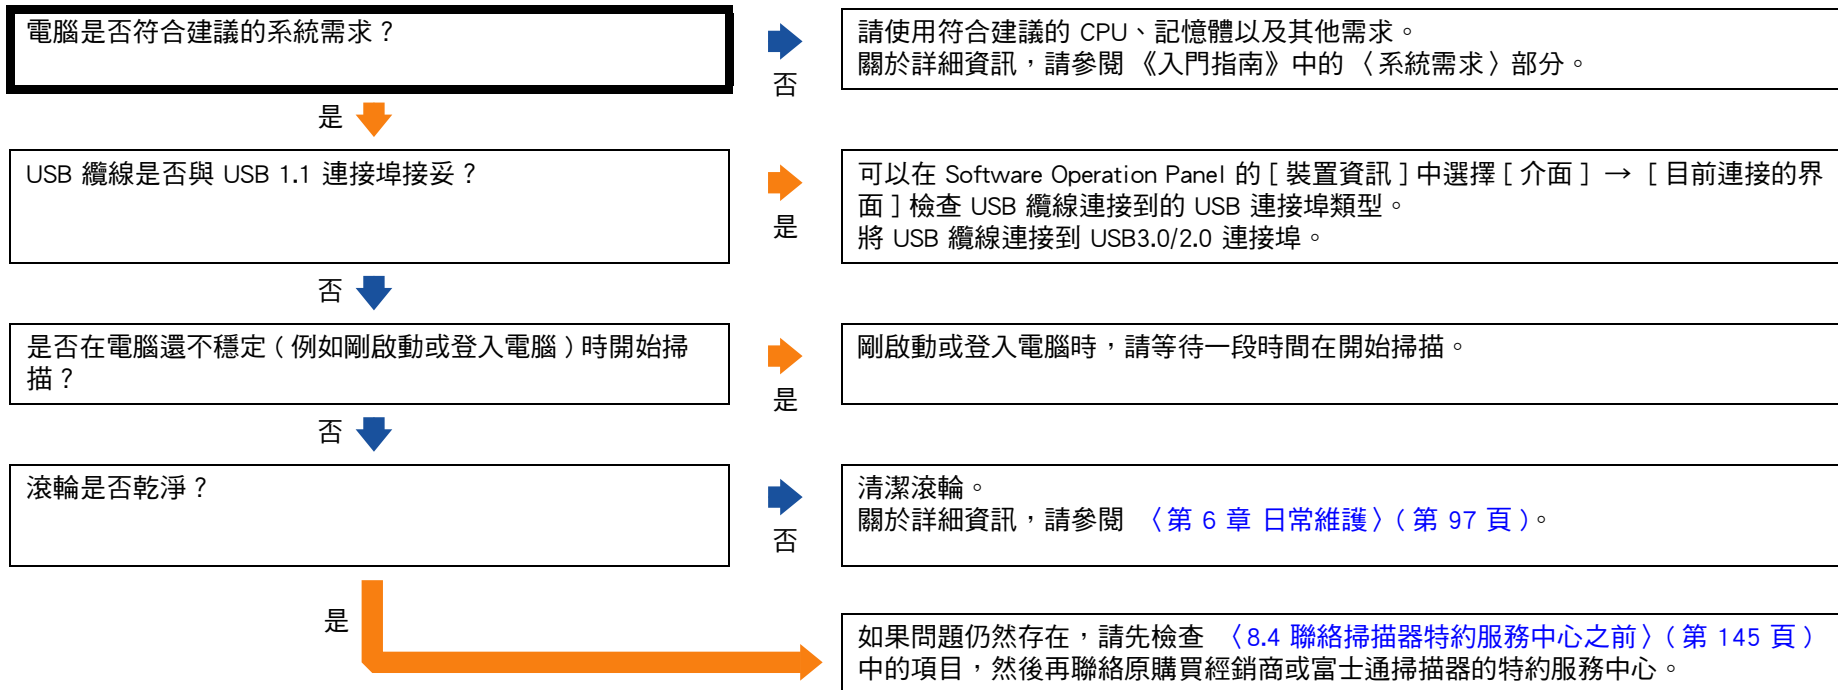 電腦是否符合建議的系統需求？
否
請使用符合建議的 CPU、記憶體以及其他需求。
關於詳細資訊，請參閱 《入門指南》中的 〈系統需求〉部分。
是
USB 纜線是否與 USB 1.1 連接埠接妥？
是
可以在 Software Operation Panel 的 [ 裝置資訊 ] 中選擇 [ 介面 ] → [ 目前連接的界
面 ] 檢查 USB 纜線連接到的 USB 連接埠類型。
將 USB 纜線連接到 USB3.0/2.0 連接埠。
否
是否在電腦還不穩定 ( 例如剛啟動或登入電腦 ) 時開始掃
描？
是
剛啟動或登入電腦時，請等待一段時間在開始掃描。
否
滾輪是否乾淨？
否
清潔滾輪。
關於詳細資訊，請參閱 〈第 6 章 日常維護〉( 第 97 頁 )。
是
如果問題仍然存在，請先檢查 〈8.4 聯絡掃描器特約服務中心之前〉( 第 145 頁 )
中的項目，然後再聯絡原購買經銷商或富士通掃描器的特約服務中心。